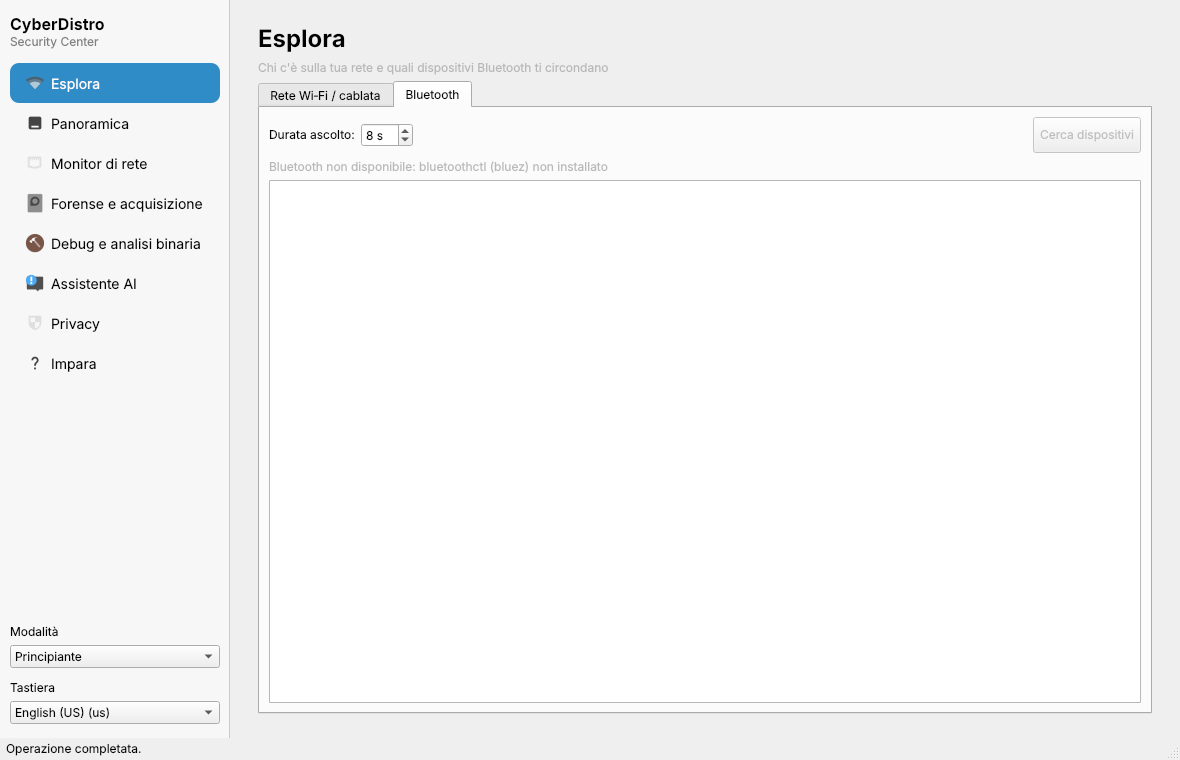 CyberDistro
Security Center
Esplora
Panoramica
Monitor di rete
Forense e acquisizione
Debug e analisi binaria
Assistente AI
Privacy
? Impara
Modalità
Principiante
Tastiera
English (US) (us)
Operazione completata.
Esplora
Chi c'è sulla tua rete e quali dispositivi Bluetooth ti circondano
Rete Wi-Fi / cablata
Bluetooth
Durata ascolto: 8 s
Cerca dispositivi
Bluetooth non disponibile: bluetoothctl (bluez) non installato